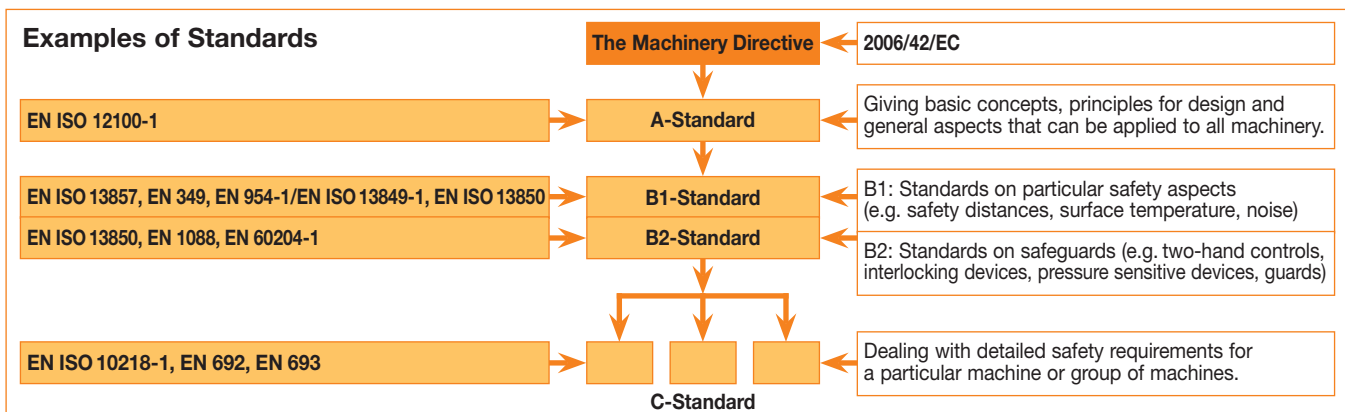 Examples of Standards
The Machinery Directive
2006/42/EC
EN ISO 12100-1
A-Standard
Giving basic concepts, principles for design and
general aspects that can be applied to all machinery.
EN ISO 13857, EN 349, EN 954-1/EN ISO 13849-1, EN ISO 13850
B1-Standard
B1: Standards on particular safety aspects
(e.g. safety distances, surface temperature, noise)
EN ISO 13850, EN 1088, EN 60204-1
B2-Standard
B2: Standards on safeguards (e.g. two-hand controls,
interlocking devices, pressure sensitive devices, guards)
EN ISO 10218-1, EN 692, EN 693
Dealing with detailed safety requirements for
a particular machine or group of machines.
C-Standard